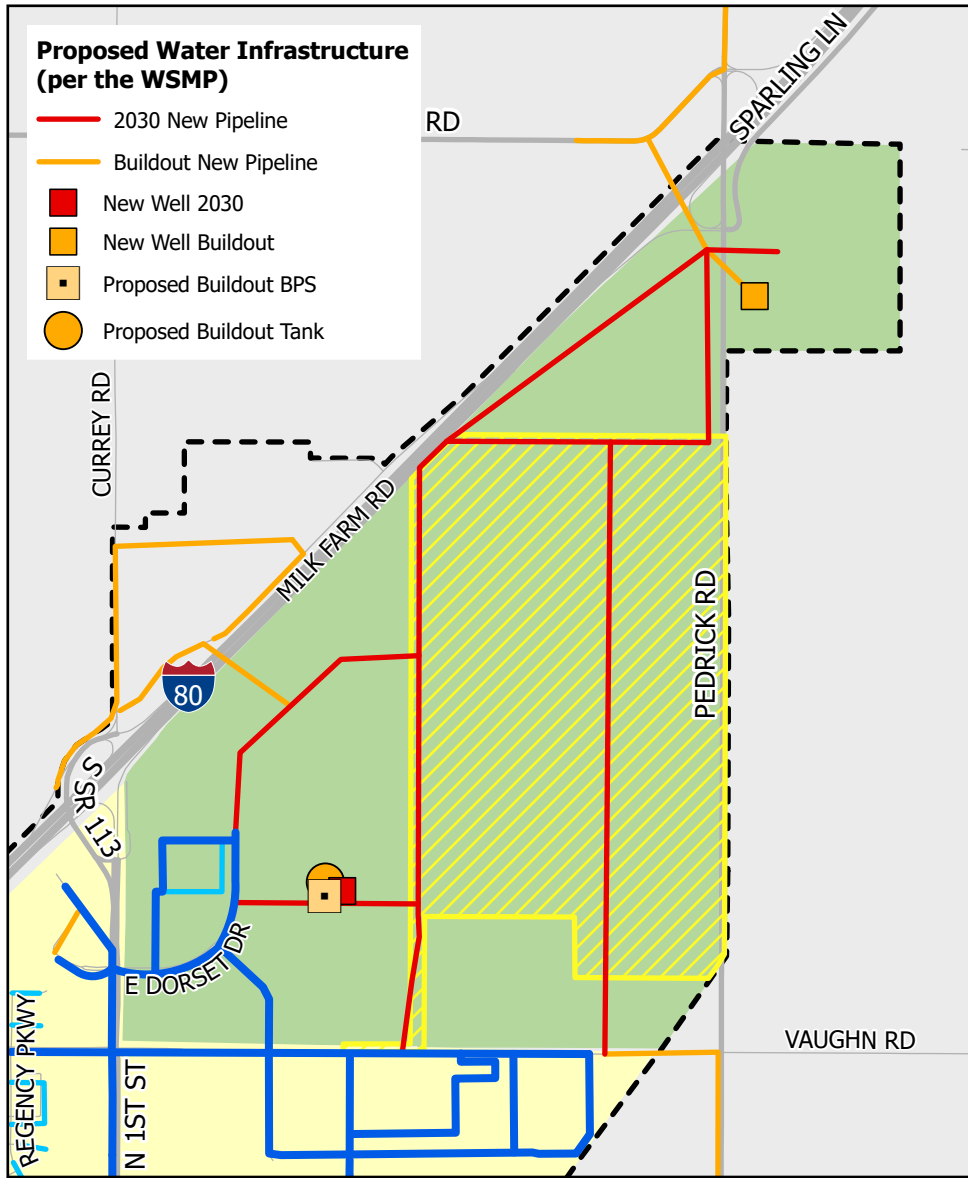 Proposed Water Infrastructure
(per the WSMP)
2030 New Pipeline
Buildout New Pipeline
New Well 2030
New Well Buildout
Proposed Buildout BPS
Proposed Buildout Tank
RD
SPARLING LN
CURREY RD
MILK FARM RD
PEDRICK RD
80
S SR 113
E DORSET DR
VAUGHN RD
REGENCY PKWY
N 1ST ST